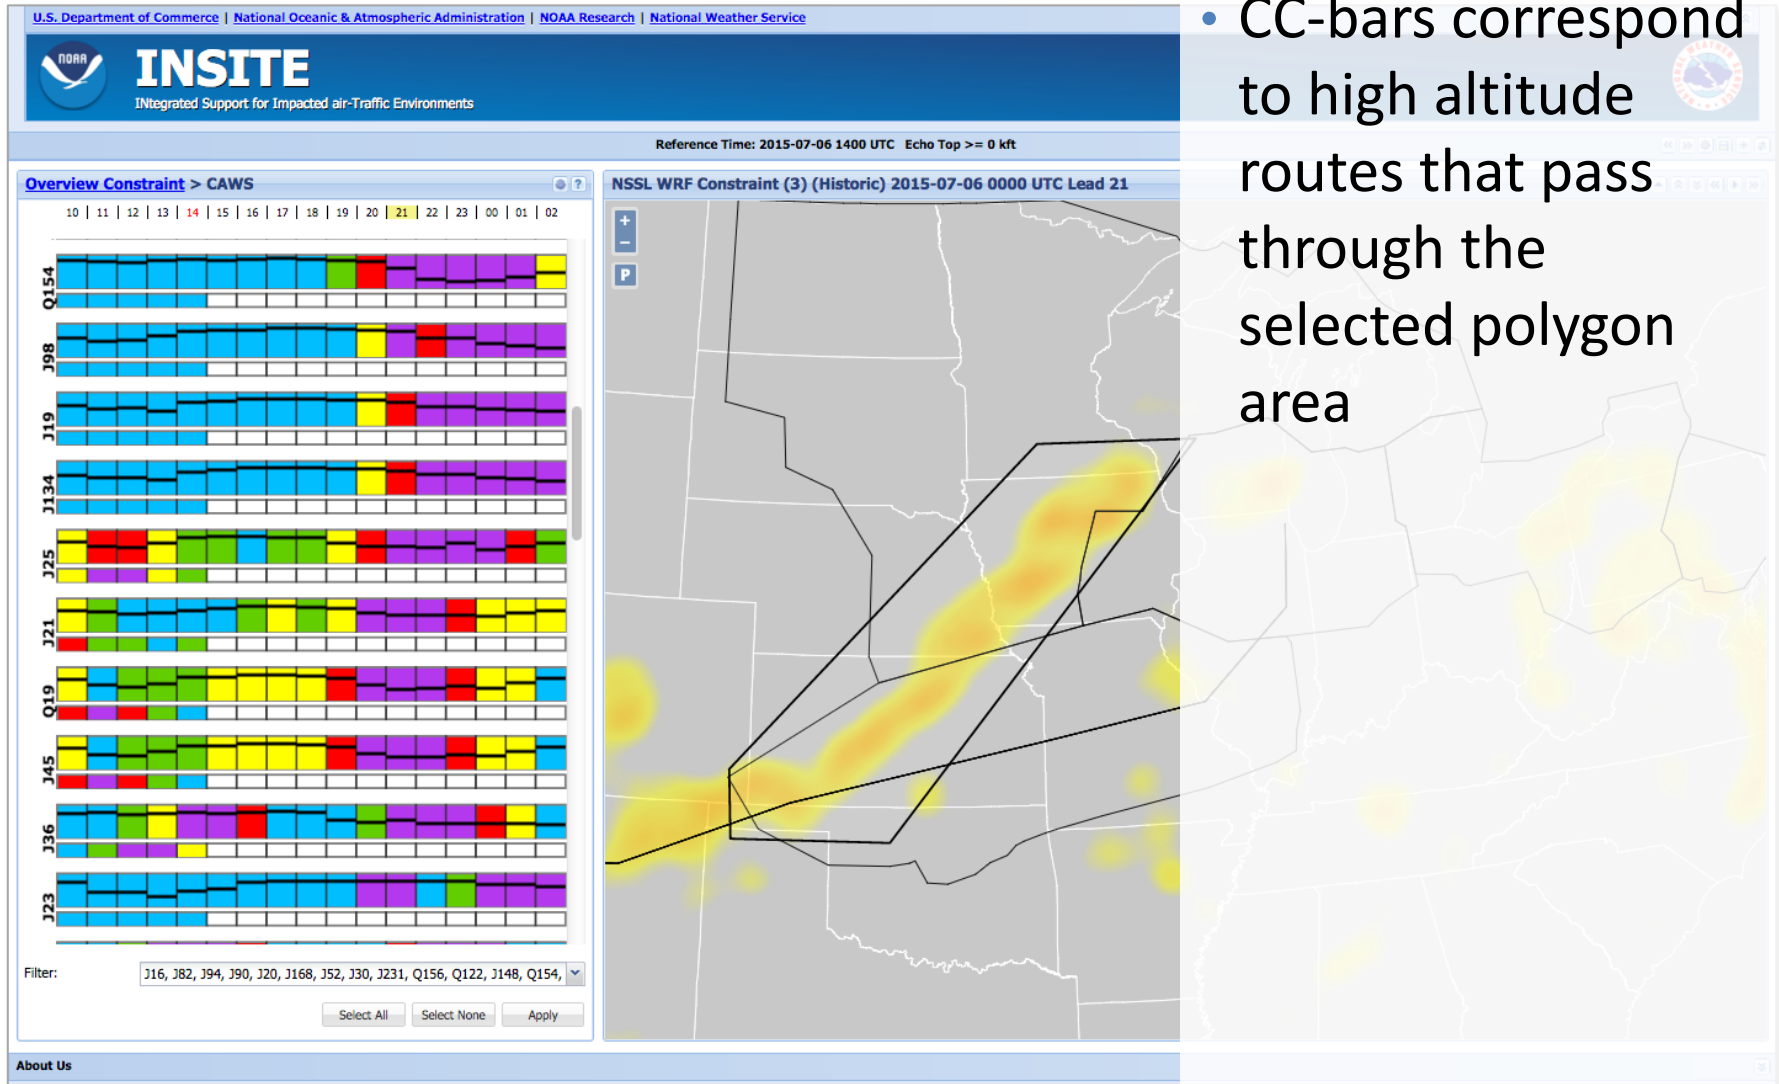 U.S. Department of Commerce | National Oceanic & Atmospheric Administration | NOAA Research | National Weather Service
NOAA
INSITE
INtegrated Support for Impacted air-Traffic Environments
Reference Time: 2015-07-06 1400 UTC Echo Top >= 0 kft
Overview Constraint > CAWS
?
10 | 11 | 12 | 13 | 14 | 15 | 16 | 17 | 18 | 19 | 20 | 21 | 22 | 23 | 00 | 01 | 02
Q154
J98
J19
J134
J25
J21
Q19
J45
J36
J23
Filter:
J16, J82, J94, J90, J20, J168, J52, J30, J231, Q156, Q122, J148, Q154,
Select All
Select None
Apply
NSSL WRF Constraint (3) (Historic) 2015-07-06 0000 UTC Lead 21
+
−
P
• CC-bars correspond
to high altitude
routes that pass
through the
selected polygon
area
About Us